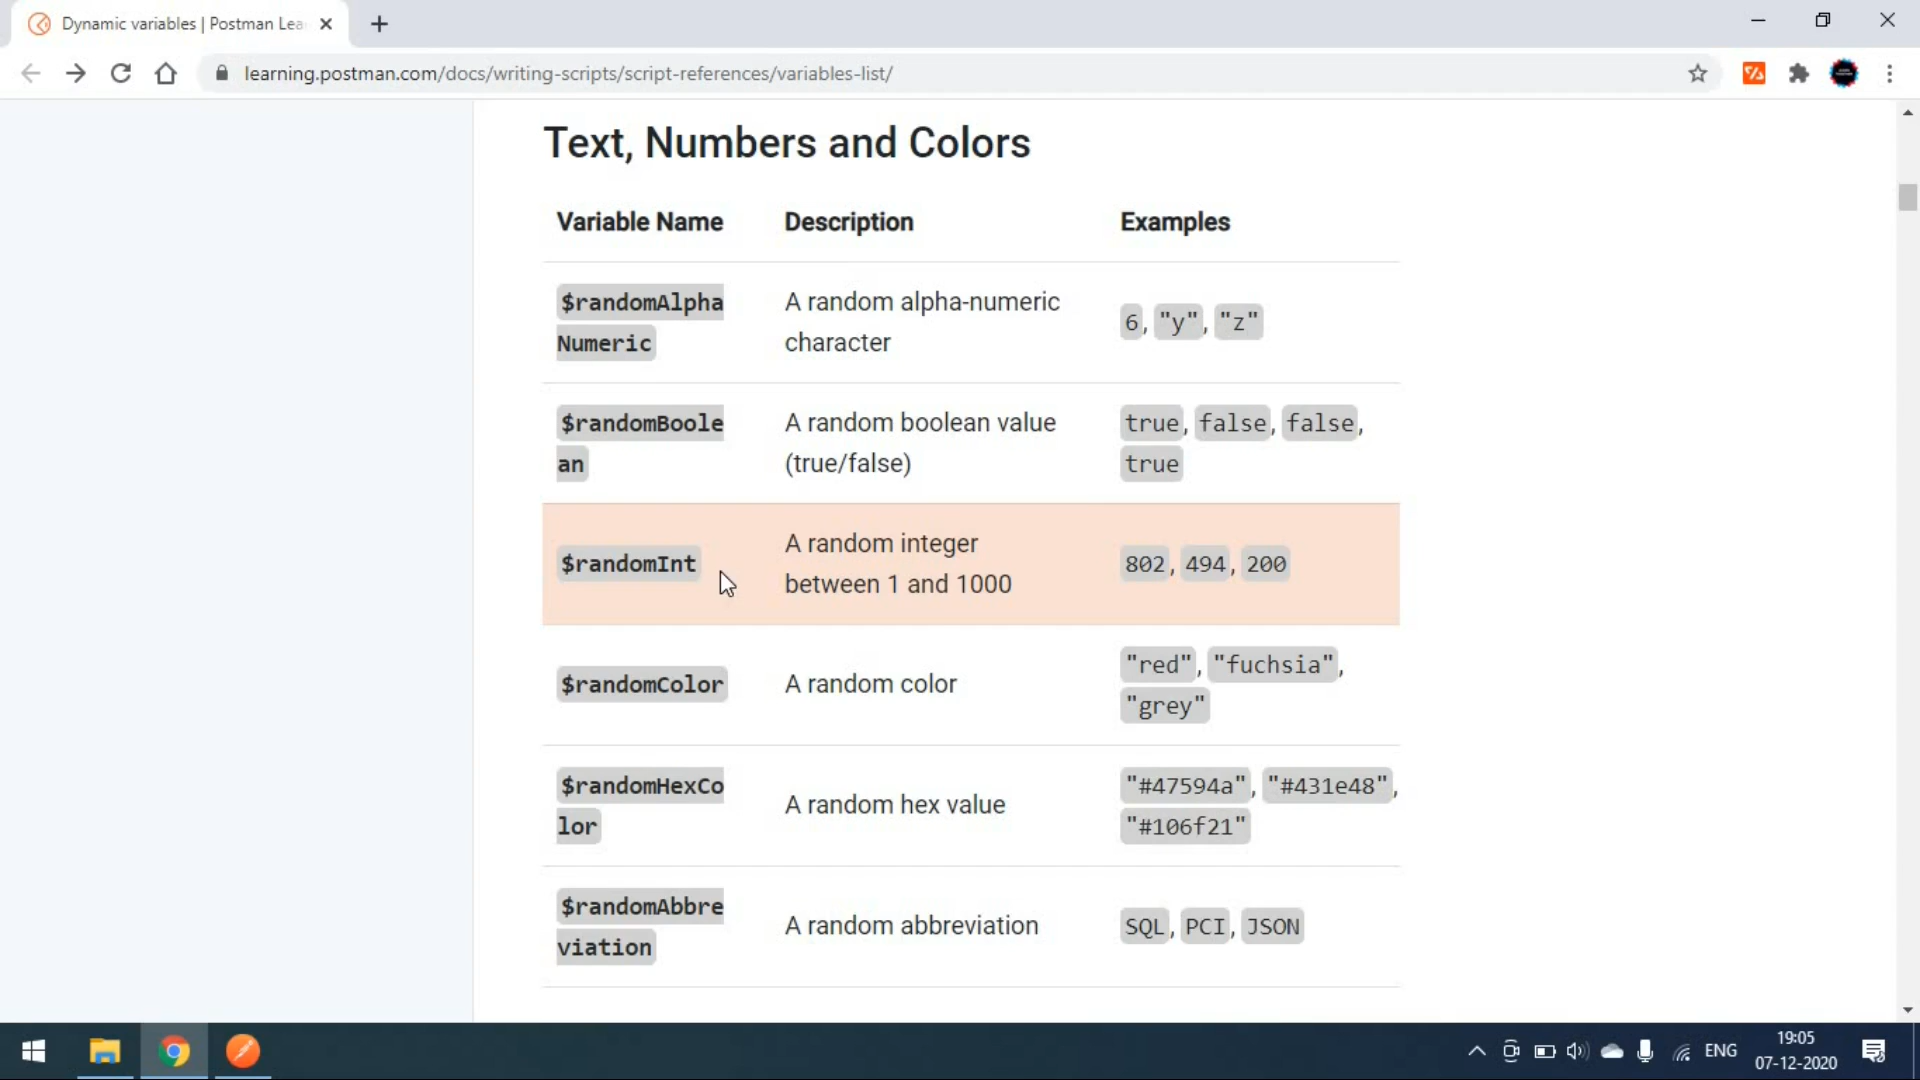 Dynamic variables | Postman Lea
learning.postman.com/docs/writing-scripts/script-references/variables-list/
Text, Numbers and Colors
Variable Name Description Examples
$randomAlpha
Numeric
A random alpha-numeric
character
6, "y", "z"
$randomBoole
an
A random boolean value
(true/false)
true, false, false,
true
$randomInt
A random integer
between 1 and 1000
802, 494, 200
$randomColor
A random color
"red", "fuchsia",
"grey"
$randomHexCo
lor
A random hex value
"#47594a", "#431e48",
"#106f21"
$randomAbbre
viation
A random abbreviation
SQL, PCI, JSON
ENG
19:05
07-12-2020